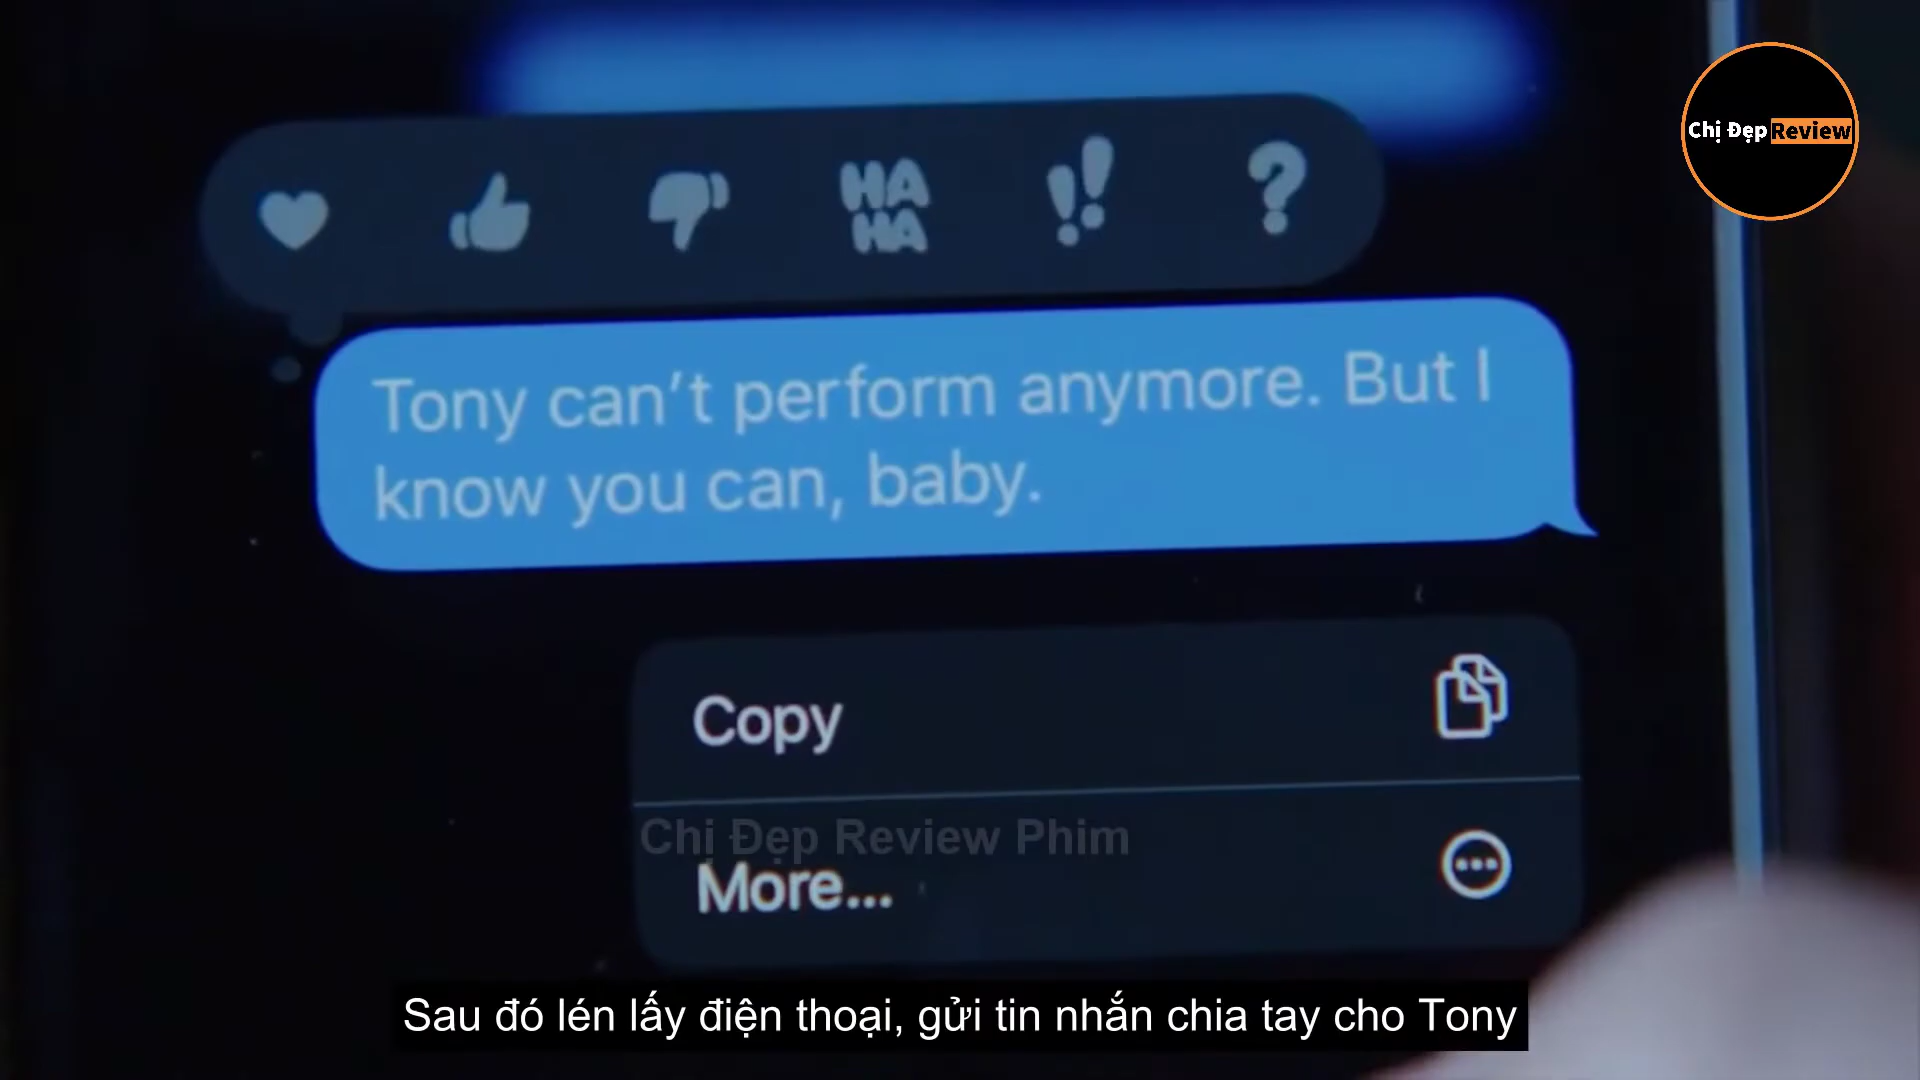 Chị Đẹp Review
HA
HA
Tony can't perform anymore. But I
know you can, baby.
Copy
Chị Đẹp Review Phim
More...
Sau đó lén lấy điện thoại, gửi tin nhắn chia tay cho Tony